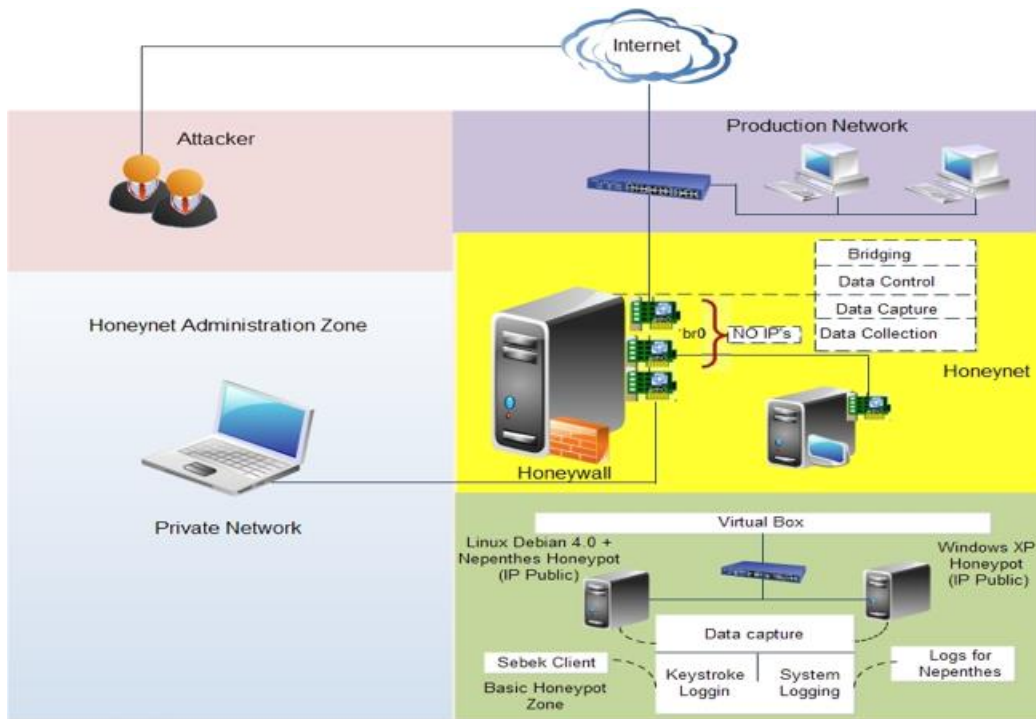 Internet
Attacker
Production Network
Bridging
Data Control
Data Capture
Data Collection
Honeynet Administration Zone
'br0
NO IP's
Honeynet
Honeywall
Private Network
Virtual Box
Linux Debian 4.0 +
Nepenthes Honeypot
(IP Public)
Windows XP
Honeypot
(IP Public)
Data capture
Sebek Client
Keystroke
Loggin
System
Logging
Logs for
Nepenthes
Basic Honeypot
Zone